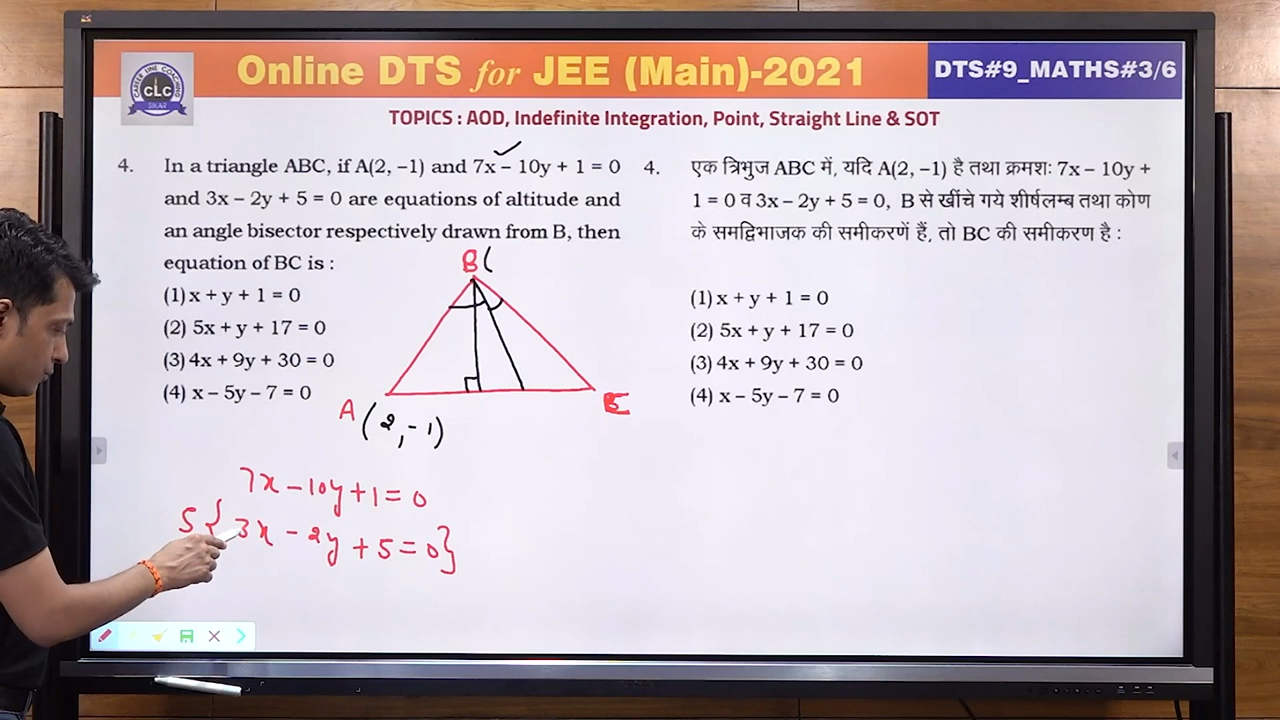 Online DTS for JEE (Main)-2021
DTS#9_MATHS#3/6
CAREER LINE COACHING
CLC
SIKAR
TOPICS : AOD, Indefinite Integration, Point, Straight Line & SOT
4. In a triangle ABC, if A(2, –1) and 7x – 10y + 1 = 0
and 3x – 2y + 5 = 0 are equations of altitude and
an angle bisector respectively drawn from B, then
equation of BC is :
(1) x + y + 1 = 0
(2) 5x + y + 17 = 0
(3) 4x + 9y + 30 = 0
(4) x – 5y – 7 = 0
B(
A (2, -1)
C
7x - 10y + 1 = 0
5{3x - 2y + 5 = 0}
4. एक त्रिभुज ABC में, यदि A(2, –1) है तथा क्रमशः 7x – 10y +
1 = 0 व 3x – 2y + 5 = 0, B से खींचे गये शीर्षलम्ब तथा कोण
के समद्विभाजक की समीकरणें हैं, तो BC की समीकरण है :
(1) x + y + 1 = 0
(2) 5x + y + 17 = 0
(3) 4x + 9y + 30 = 0
(4) x – 5y – 7 = 0